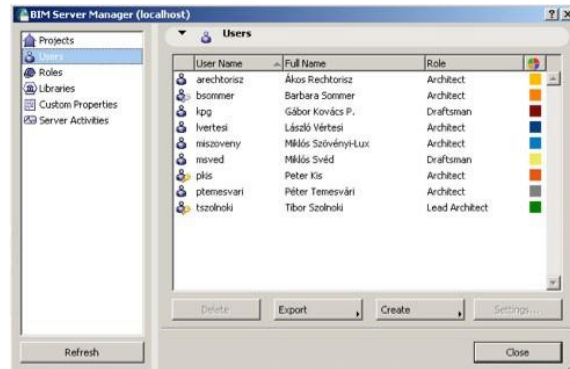 BIM Server Manager (localhost)
Projects
Users
Roles
Libraries
Custom Properties
Server Activities
Refresh
Users
User Name Full Name Role
arechtorisz Ákos Rechtorisz Architect
bsommer Barbara Sommer Architect
kpg Gábor Kovács P. Draftsman
lvertesi László Vértesi Architect
miszoveny Miklós Szövényi-Lux Architect
msved Miklós Svéd Draftsman
pkis Peter Kis Architect
ptemesvari Péter Temesvári Architect
tszolnoki Tibor Szolnoki Lead Architect
Delete Export Create Settings...
Close